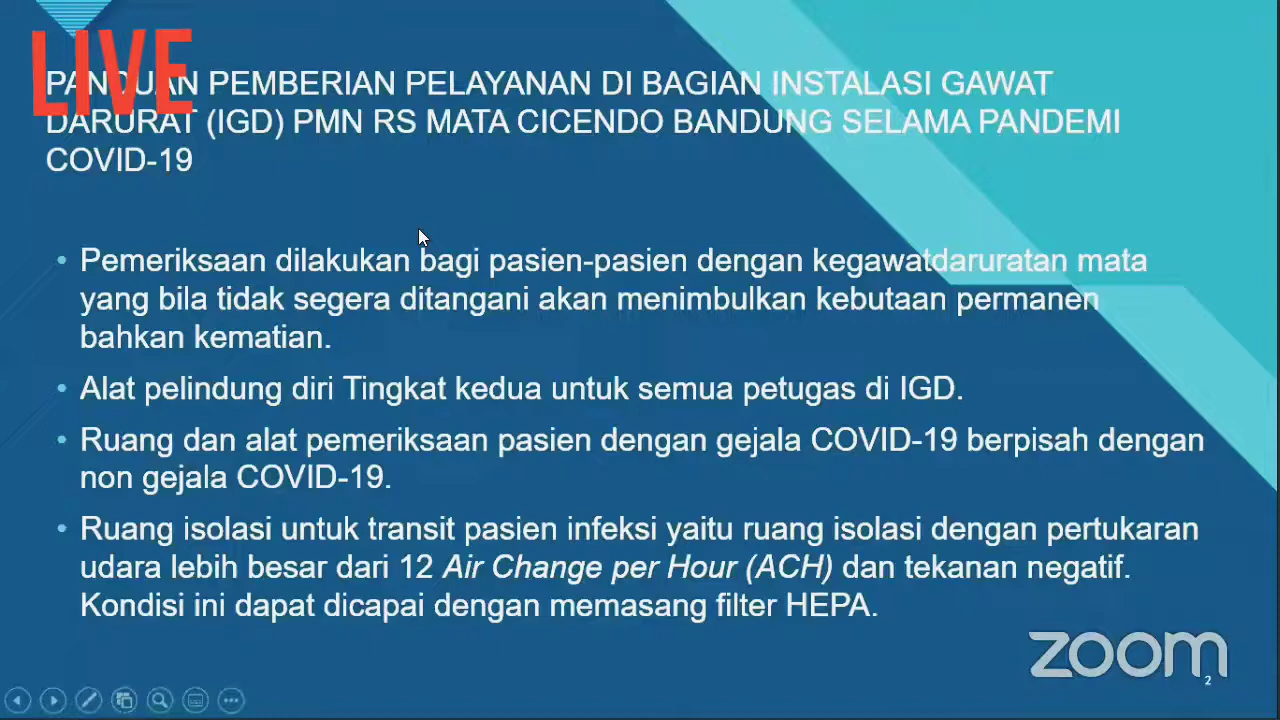 LIVE
PANDUAN PEMBERIAN PELAYANAN DI BAGIAN INSTALASI GAWAT
DARURAT (IGD) PMN RS MATA CICENDO BANDUNG SELAMA PANDEMI
COVID-19
• Pemeriksaan dilakukan bagi pasien-pasien dengan kegawatdaruratan mata
yang bila tidak segera ditangani akan menimbulkan kebutaan permanen
bahkan kematian.
• Alat pelindung diri Tingkat kedua untuk semua petugas di IGD.
• Ruang dan alat pemeriksaan pasien dengan gejala COVID-19 berpisah dengan
non gejala COVID-19.
• Ruang isolasi untuk transit pasien infeksi yaitu ruang isolasi dengan pertukaran
udara lebih besar dari 12 Air Change per Hour (ACH) dan tekanan negatif.
Kondisi ini dapat dicapai dengan memasang filter HEPA.
zoom
2